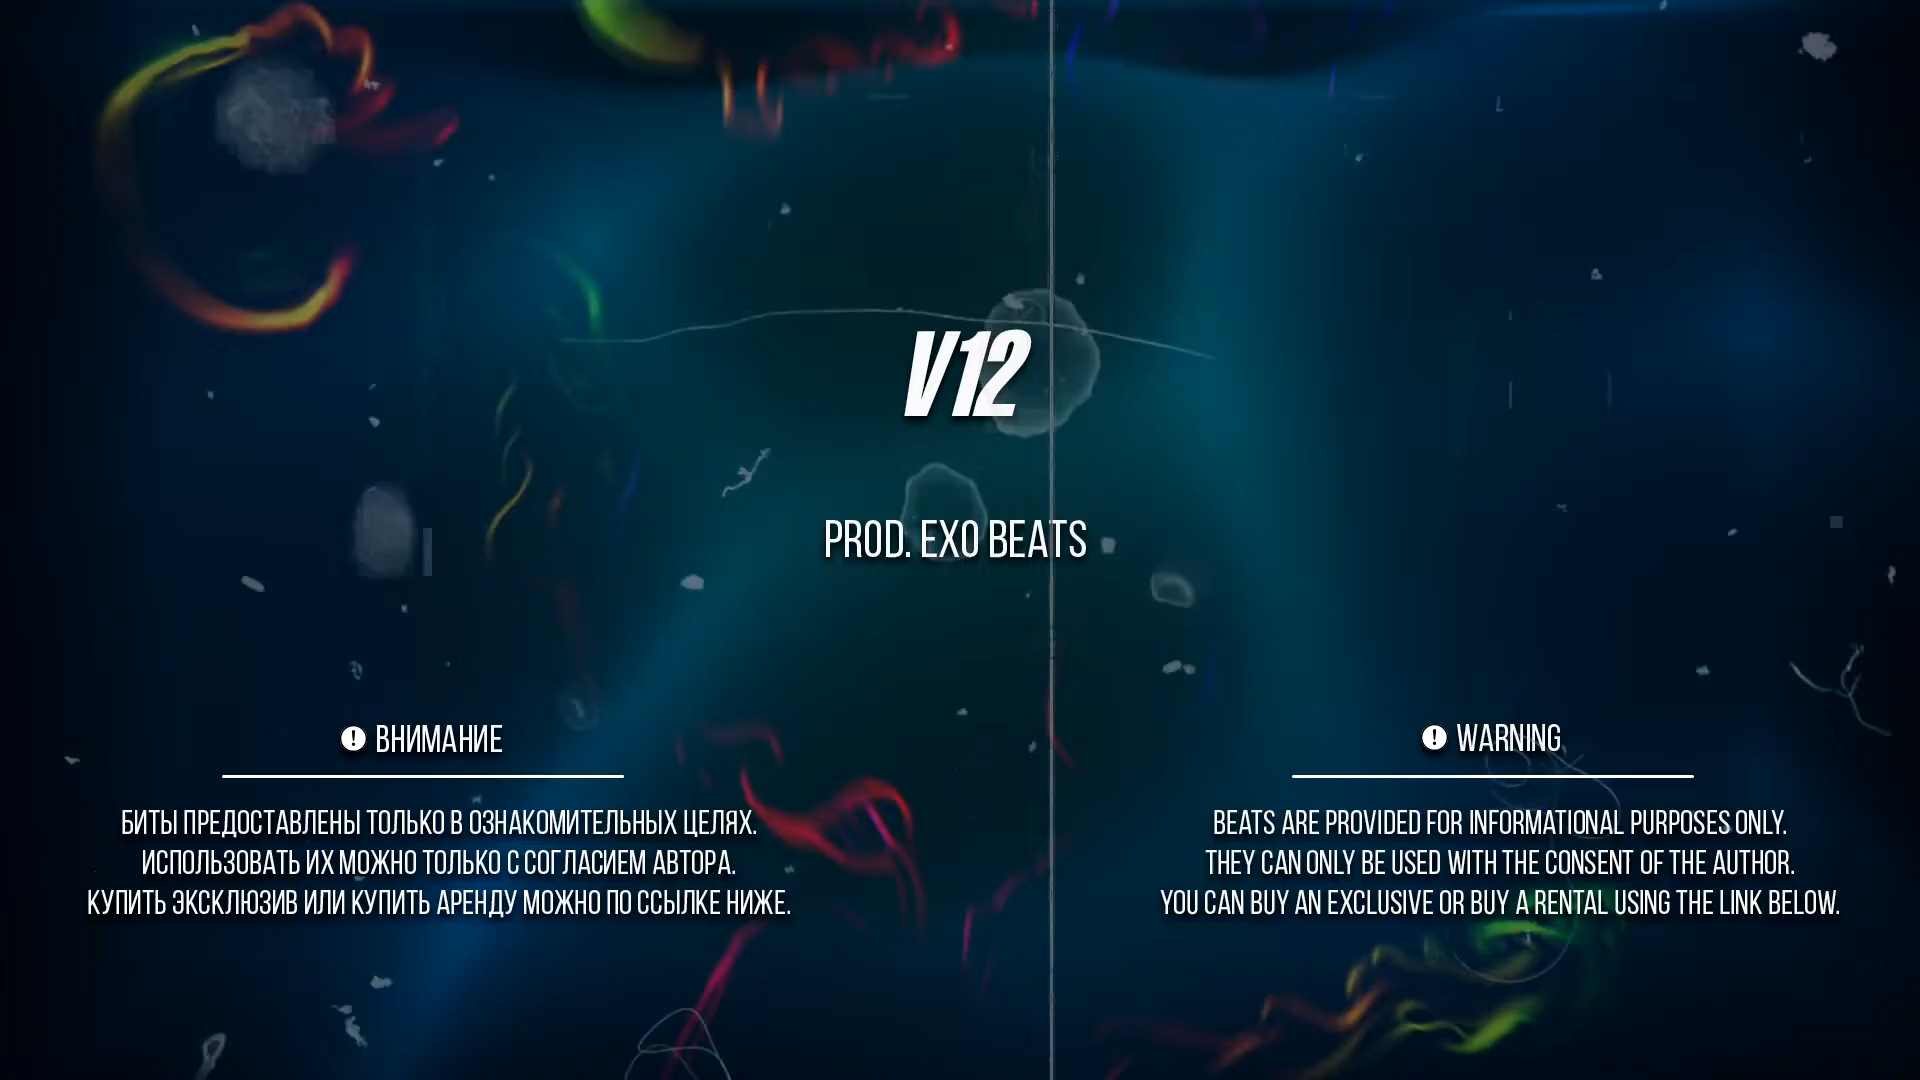 V12
PROD. EXO BEATS
ВНИМАНИЕ
БИТЫ ПРЕДОСТАВЛЕНЫ ТОЛЬКО В ОЗНАКОМИТЕЛЬНЫХ ЦЕЛЯХ.
ИСПОЛЬЗОВАТЬ ИХ МОЖНО ТОЛЬКО С СОГЛАСИЕМ АВТОРА.
КУПИТЬ ЭКСКЛЮЗИВ ИЛИ КУПИТЬ АРЕНДУ МОЖНО ПО ССЫЛКЕ НИЖЕ.
WARNING
BEATS ARE PROVIDED FOR INFORMATIONAL PURPOSES ONLY.
THEY CAN ONLY BE USED WITH THE CONSENT OF THE AUTHOR.
YOU CAN BUY AN EXCLUSIVE OR BUY A RENTAL USING THE LINK BELOW.